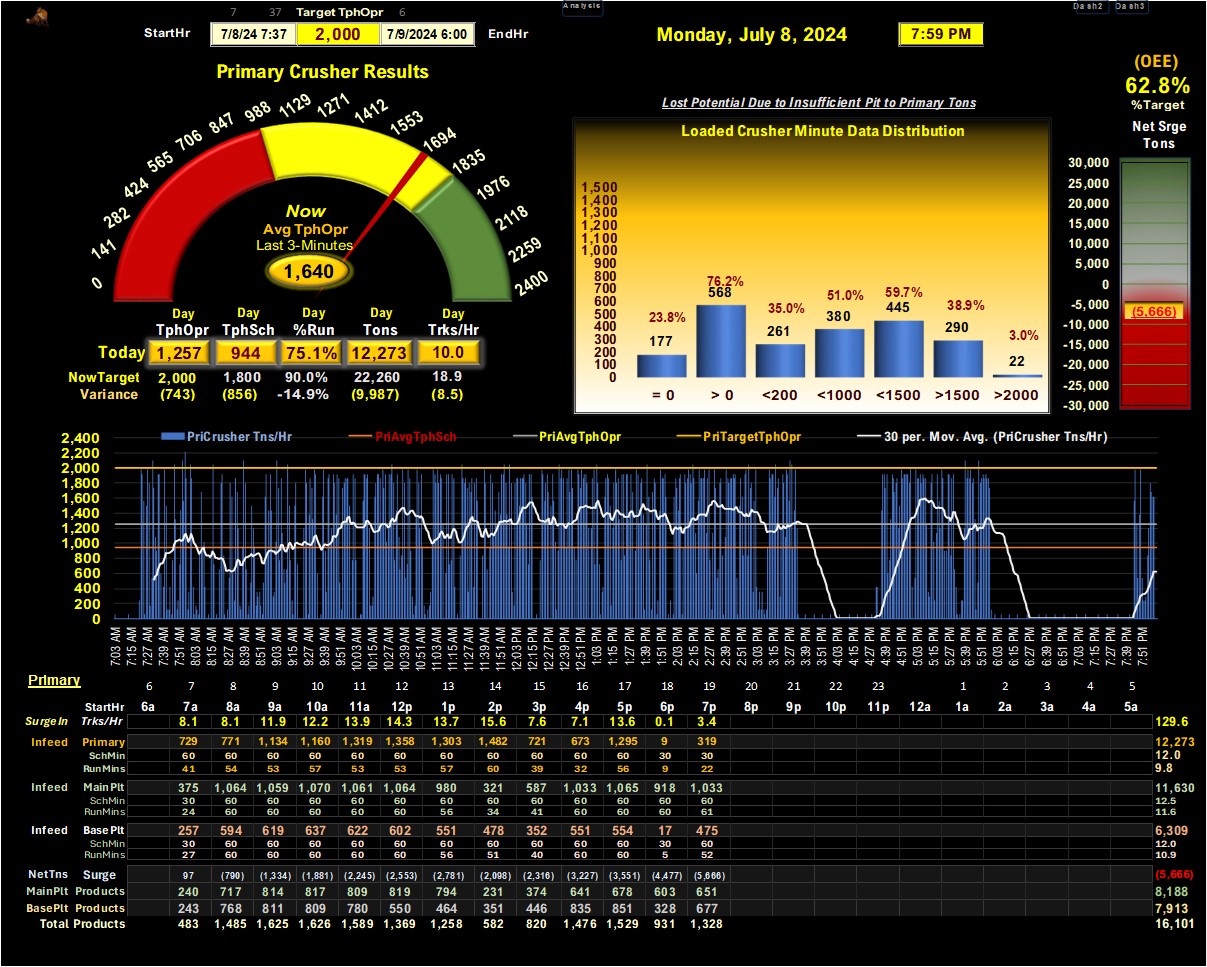 7 37 Target TphOpr 6
Analysis
Dash2 Dash3
StartHr 7/8/24 7:37 2,000 7/9/2024 6:00 EndHr
Monday, July 8, 2024
7:59 PM
(OEE)
62.8%
%Target
Net Srge
Tons
Primary Crusher Results
0 141 282 424 565 706 847 988 1129 1271 1412 1553 1694 1835 1976 2118 2259 2400
Now
Avg TphOpr
Last 3-Minutes
1,640
Day Day Day Day Day
TphOpr TphSch %Run Tons Trks/Hr
Today 1,257 944 75.1% 12,273 10.0
NowTarget 2,000 1,800 90.0% 22,260 18.9
Variance (743) (856) -14.9% (9,987) (8.5)
Lost Potential Due to Insufficient Pit to Primary Tons
Loaded Crusher Minute Data Distribution
1,500
1,400
1,300
1,200
1,100
1,000
900
800
700
600
500
400
300
200
100
0
23.8% 76.2% 35.0% 51.0% 59.7% 38.9% 3.0%
177 568 261 380 445 290 22
= 0 > 0 <200 <1000 <1500 >1500 >2000
30,000
25,000
20,000
15,000
10,000
5,000
0
-5,000
-10,000
-15,000
-20,000
-25,000
-30,000
(5,666)
PriCrusher Tns/Hr PriAvgTphSch PriAvgTphOpr PriTargetTphOpr 30 per. Mov. Avg. (PriCrusher Tns/Hr)
2,400
2,200
2,000
1,800
1,600
1,400
1,200
1,000
800
600
400
200
0
7:03 AM 7:15 AM 7:27 AM 7:39 AM 7:51 AM 8:03 AM 8:15 AM 8:27 AM 8:39 AM 8:51 AM 9:03 AM 9:15 AM 9:27 AM 9:39 AM 9:51 AM 10:03 AM 10:15 AM 10:27 AM 10:39 AM 10:51 AM 11:03 AM 11:15 AM 11:27 AM 11:39 AM 11:51 AM 12:03 PM 12:15 PM 12:27 PM 12:39 PM 12:51 PM 1:03 PM 1:15 PM 1:27 PM 1:39 PM 1:51 PM 2:03 PM 2:15 PM 2:27 PM 2:39 PM 2:51 PM 3:03 PM 3:15 PM 3:27 PM 3:39 PM 3:51 PM 4:03 PM 4:15 PM 4:27 PM 4:39 PM 4:51 PM 5:03 PM 5:15 PM 5:27 PM 5:39 PM 5:51 PM 6:03 PM 6:15 PM 6:27 PM 6:39 PM 6:51 PM 7:03 PM 7:15 PM 7:27 PM 7:39 PM 7:51 PM
Primary
6 7 8 9 10 11 12 13 14 15 16 17 18 19 20 21 22 23 1 2 3 4 5
StartHr 6a 7a 8a 9a 10a 11a 12p 1p 2p 3p 4p 5p 6p 7p 8p 9p 10p 11p 12a 1a 2a 3a 4a 5a
SurgeIn Trks/Hr 8.1 8.1 11.9 12.2 13.9 14.3 13.7 15.6 7.6 7.1 13.6 0.1 3.4 129.6
Infeed Primary 729 771 1,134 1,160 1,319 1,358 1,303 1,482 721 673 1,295 9 319 12,273
SchMin 60 60 60 60 60 60 60 60 60 60 60 30 30 12.0
RunMins 41 54 53 57 53 53 57 60 39 32 56 9 22 9.8
Infeed MainPlt 375 1,064 1,059 1,070 1,061 1,064 980 321 587 1,033 1,065 918 1,033 11,630
SchMin 30 60 60 60 60 60 60 60 60 60 60 60 60 12.5
RunMins 24 60 60 60 60 60 56 34 41 60 60 60 61 11.6
Infeed Base Plt 257 594 619 637 622 602 551 478 352 551 554 17 475 6,309
SchMin 30 60 60 60 60 60 60 60 60 60 60 30 60 12.0
RunMins 27 60 60 60 60 60 56 51 40 60 60 5 52 10.9
NetTns Surge 97 (790) (1,334) (1,881) (2,245) (2,553) (2,781) (2,098) (2,316) (3,227) (3,551) (4,477) (5,666) (5,666)
MainPlt Products 240 717 814 817 809 819 794 231 374 641 678 603 651 8,188
BasePlt Products 243 768 811 809 780 550 464 351 446 835 851 328 677 7,913
Total Products 483 1,485 1,625 1,626 1,589 1,369 1,258 582 820 1,476 1,529 931 1,328 16,101